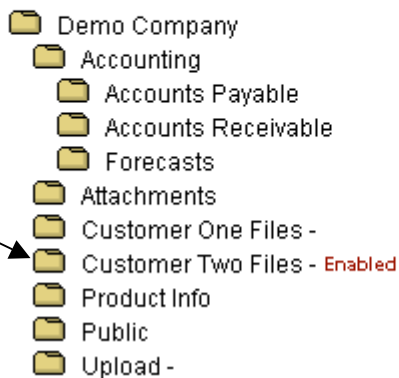 Demo Company
Accounting
Accounts Payable
Accounts Receivable
Forecasts
Attachments
Customer One Files -
Customer Two Files - Enabled
Product Info
Public
Upload -